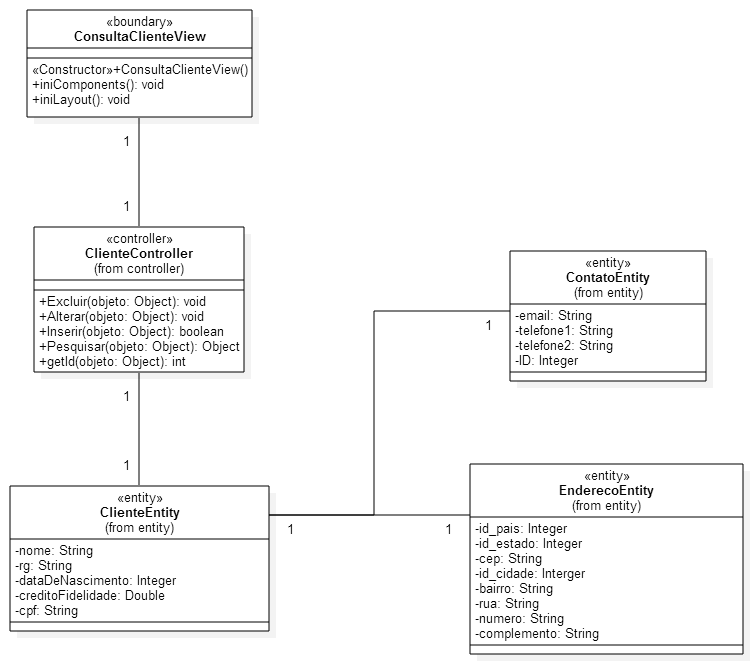 «boundary»
ConsultaClienteView
«Constructor»+ConsultaClienteView()
+iniComponents(): void
+iniLayout(): void
1
1
«controller»
ClienteController
(from controller)
+Excluir(objeto: Object): void
+Alterar(objeto: Object): void
+Inserir(objeto: Object): boolean
+Pesquisar(objeto: Object): Object
+getId(objeto: Object): int
1
1
«entity»
ClienteEntity
(from entity)
-nome: String
-rg: String
-dataDeNascimento: Integer
-creditoFidelidade: Double
-cpf: String
1
1
«entity»
ContatoEntity
(from entity)
-email: String
-telefone1: String
-telefone2: String
-ID: Integer
1
«entity»
EnderecoEntity
(from entity)
-id_pais: Integer
-id_estado: Integer
-cep: String
-id_cidade: Interger
-bairro: String
-rua: String
-numero: String
-complemento: String